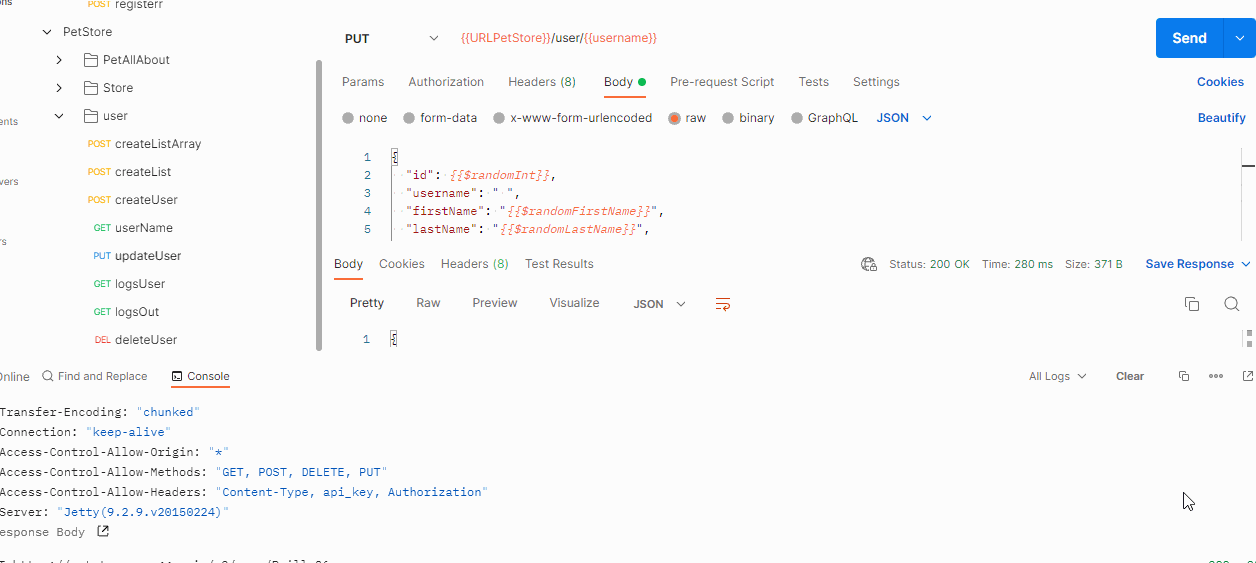 POST registerr
PetStore
PetAllAbout
Store
user
POST createListArray
POST createList
POST createUser
GET userName
PUT updateUser
GET logsUser
GET logsOut
DEL deleteUser
PUT {{URLPetStore}}/user/{{username}} Send
Params Authorization Headers (8) Body Pre-request Script Tests Settings Cookies
none form-data x-www-form-urlencoded raw binary GraphQL JSON Beautify
1 {
2 "id": {{$randomInt}},
3 "username": " ",
4 "firstName": "{{$randomFirstName}}",
5 "lastName": "{{$randomLastName}}",
Body Cookies Headers (8) Test Results Status: 200 OK Time: 280 ms Size: 371 B Save Response
Pretty Raw Preview Visualize JSON
1 {
Online Find and Replace Console All Logs Clear
Transfer-Encoding: "chunked"
Connection: "keep-alive"
Access-Control-Allow-Origin: "*"
Access-Control-Allow-Methods: "GET, POST, DELETE, PUT"
Access-Control-Allow-Headers: "Content-Type, api_key, Authorization"
Server: "Jetty(9.2.9.v20150224)"
esponse Body